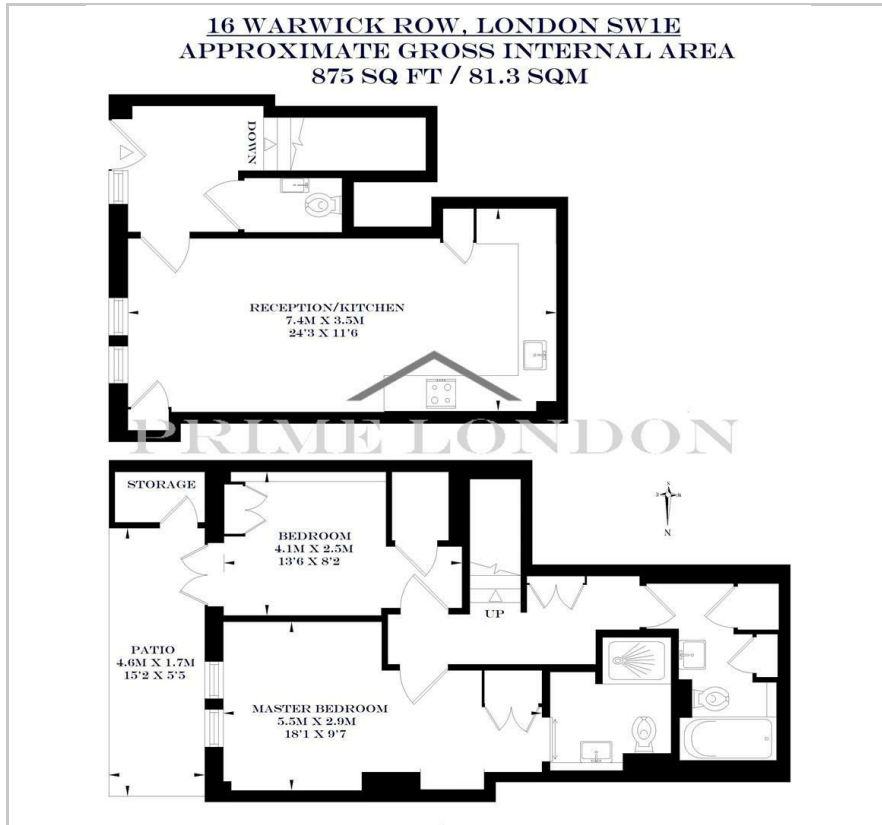 16 WARWICK ROW, LONDON SW1E
APPROXIMATE GROSS INTERNAL AREA
875 SQ FT / 81.3 SQM
DOWN
RECEPTION/KITCHEN
7.4M X 3.5M
24'3 X 11'6
PRIME LONDON
STORAGE
BEDROOM
4.1M X 2.5M
13'6 X 8'2
UP
PATIO
4.6M X 1.7M
15'2 X 5'5
MASTER BEDROOM
5.5M X 2.9M
18'1 X 9'7
N